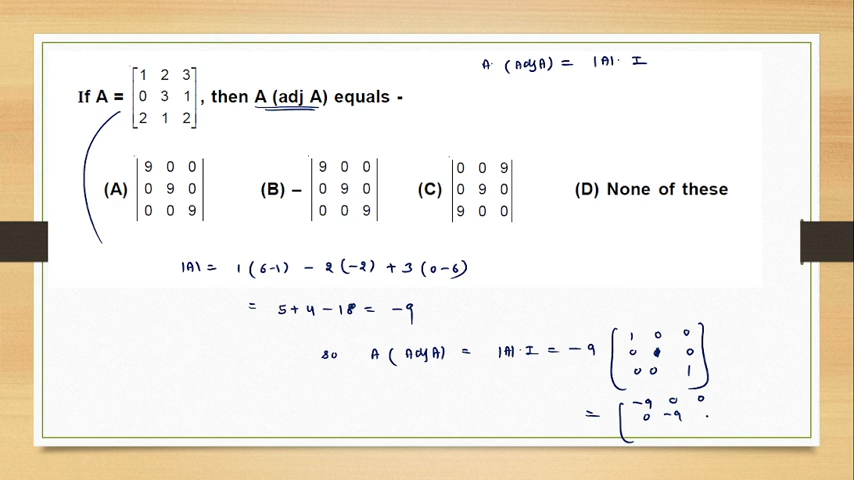 A. (AdjA) = |A|. I
If A = [1 2 3
0 3 1
2 1 2], then A (adj A) equals -
(A) |9 0 0
0 9 0
0 0 9| (B) – |9 0 0
0 9 0
0 0 9| (C) |0 0 9
0 9 0
9 0 0| (D) None of these
|A| = 1 (6-1) - 2 (-2) + 3 (0-6)
= 5+4-18 = -9
so A (AdjA) = |A|. I = -9 [1 0 0
0 1 0
0 0 1]
= [-9 0 0
0 -9 .